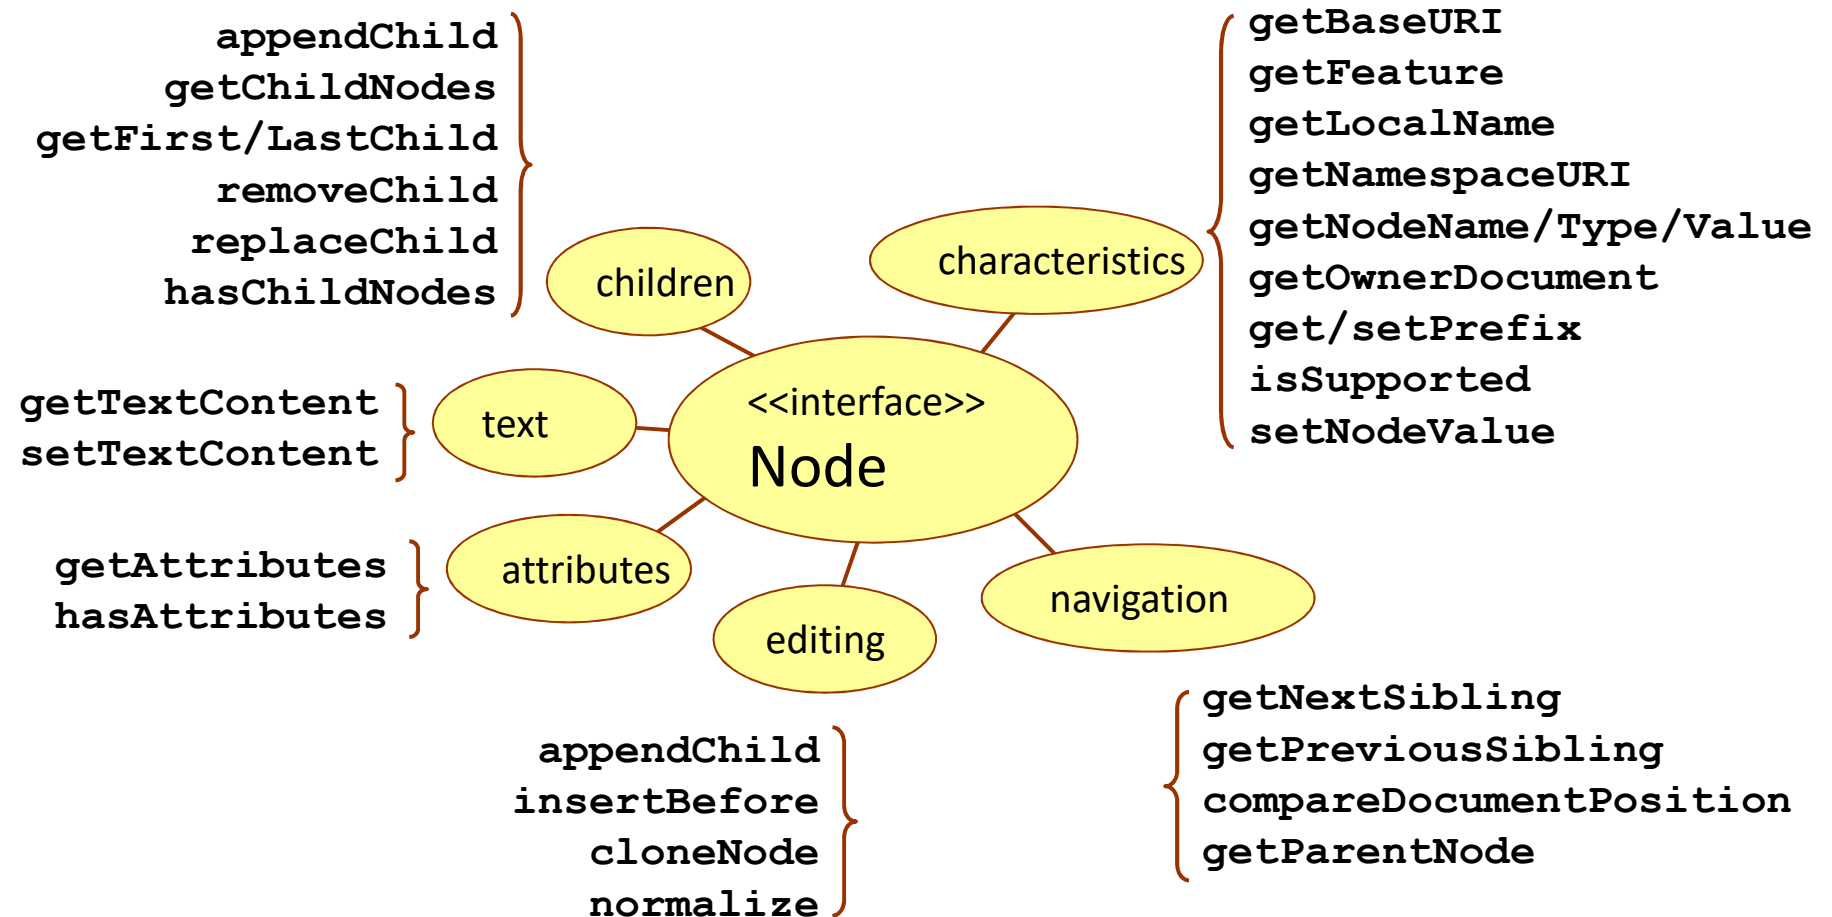 appendChild
getChildNodes
getFirst/LastChild
removeChild
replaceChild
hasChildNodes
getBaseURI
getFeature
getLocalName
getNamespaceURI
getNodeName/Type/Value
getOwnerDocument
get/setPrefix
isSupported
setNodeValue
children
characteristics
getTextContent
setTextContent
text
<<interface>>
Node
getAttributes
hasAttributes
attributes
editing
navigation
appendChild
insertBefore
cloneNode
normalize
getNextSibling
getPreviousSibling
compareDocumentPosition
getParentNode